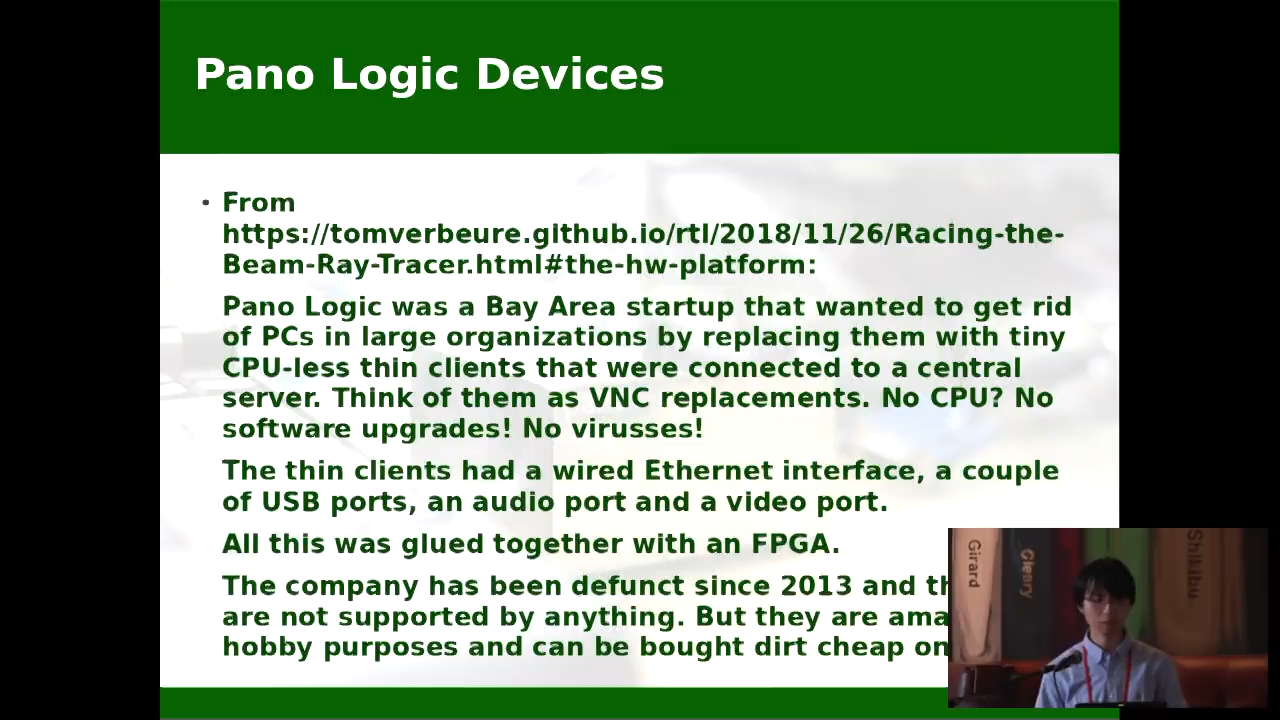 Pano Logic Devices
• From
https://tomverbeure.github.io/rtl/2018/11/26/Racing-the-
Beam-Ray-Tracer.html#the-hw-platform:
Pano Logic was a Bay Area startup that wanted to get rid
of PCs in large organizations by replacing them with tiny
CPU-less thin clients that were connected to a central
server. Think of them as VNC replacements. No CPU? No
software upgrades! No virusses!
The thin clients had a wired Ethernet interface, a couple
of USB ports, an audio port and a video port.
All this was glued together with an FPGA.
The company has been defunct since 2013 and th
are not supported by anything. But they are ama
hobby purposes and can be bought dirt cheap on
Girard
Cleary
Shikibu